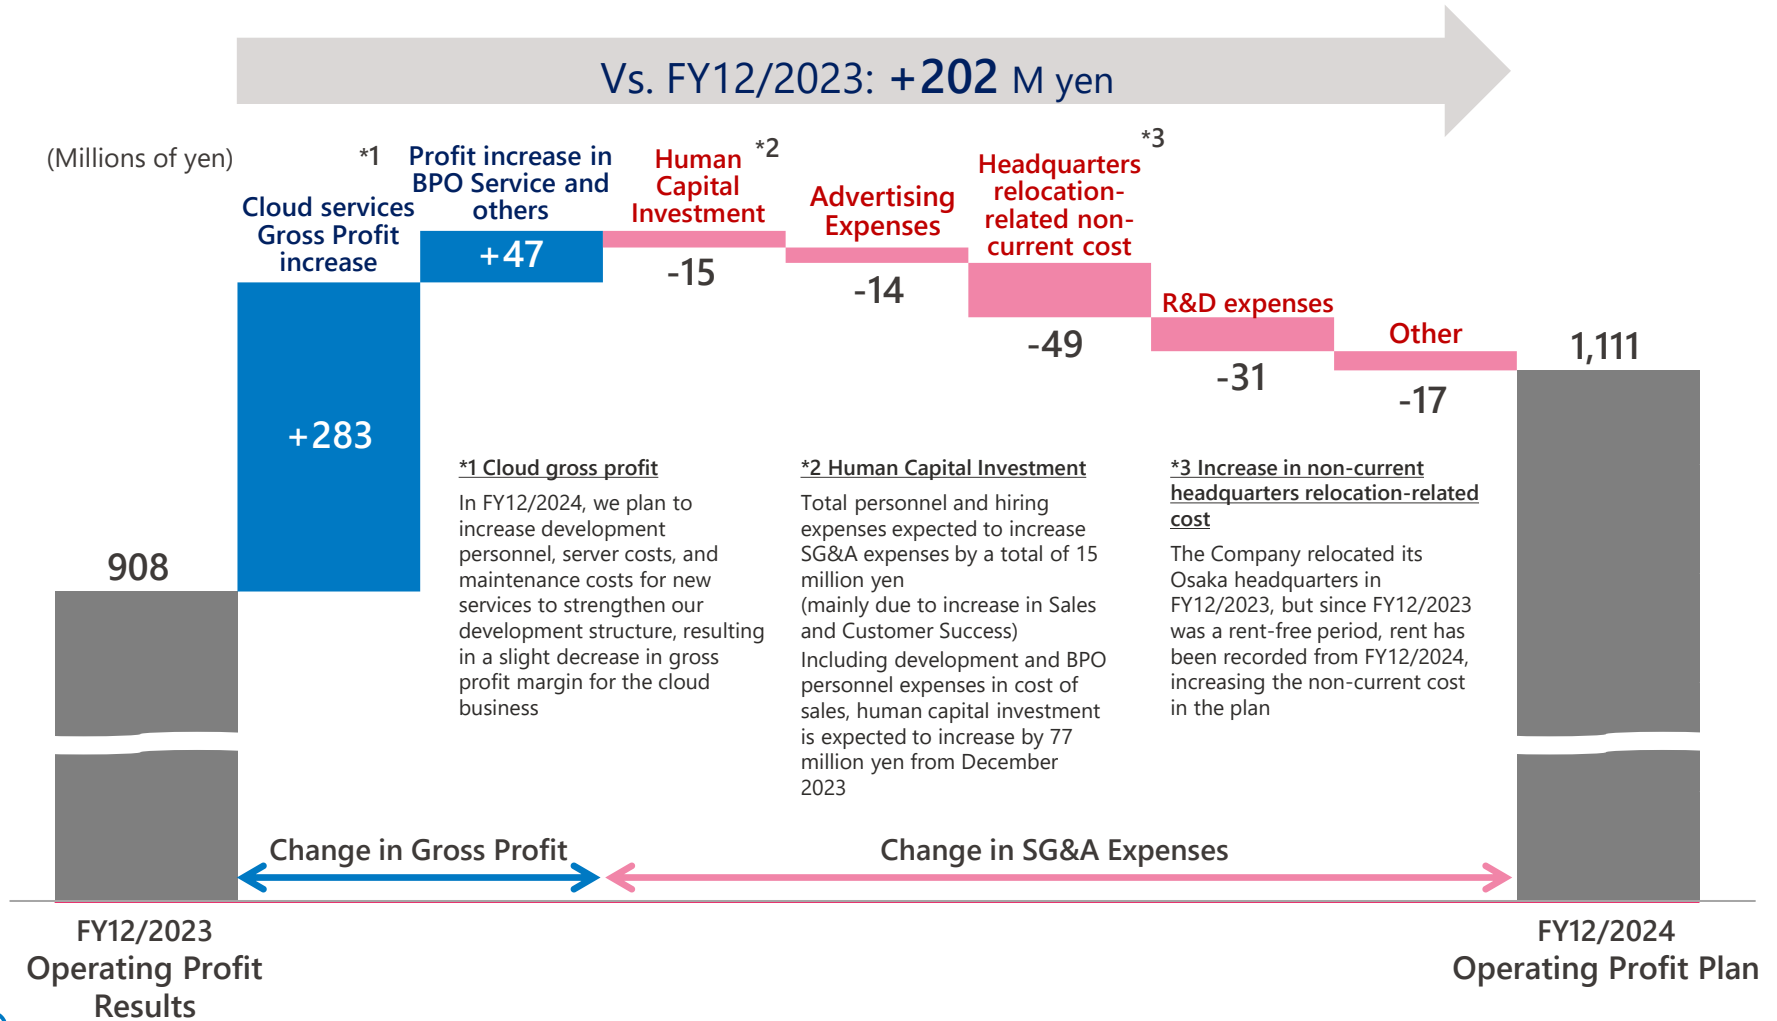 Vs. FY12/2023: +202 M yen
(Millions of yen)
*1
Cloud services
Gross Profit
increase
Profit increase in
BPO Service and
others
Human
Capital
Investment
*2
Advertising
Expenses
Headquarters
relocation-
related non-
current cost
*3
R&D expenses
Other
908
+283
+47
-15
-14
-49
-31
-17
1,111
*1 Cloud gross profit
In FY12/2024, we plan to
increase development
personnel, server costs, and
maintenance costs for new
services to strengthen our
development structure, resulting
in a slight decrease in gross
profit margin for the cloud
business
*2 Human Capital Investment
Total personnel and hiring
expenses expected to increase
SG&A expenses by a total of 15
million yen
(mainly due to increase in Sales
and Customer Success)
Including development and BPO
personnel expenses in cost of
sales, human capital investment
is expected to increase by 77
million yen from December
2023
*3 Increase in non-current
headquarters relocation-related
cost
The Company relocated its
Osaka headquarters in
FY12/2023, but since FY12/2023
was a rent-free period, rent has
been recorded from FY12/2024,
increasing the non-current cost
in the plan
Change in Gross Profit
Change in SG&A Expenses
FY12/2023
Operating Profit
Results
FY12/2024
Operating Profit Plan